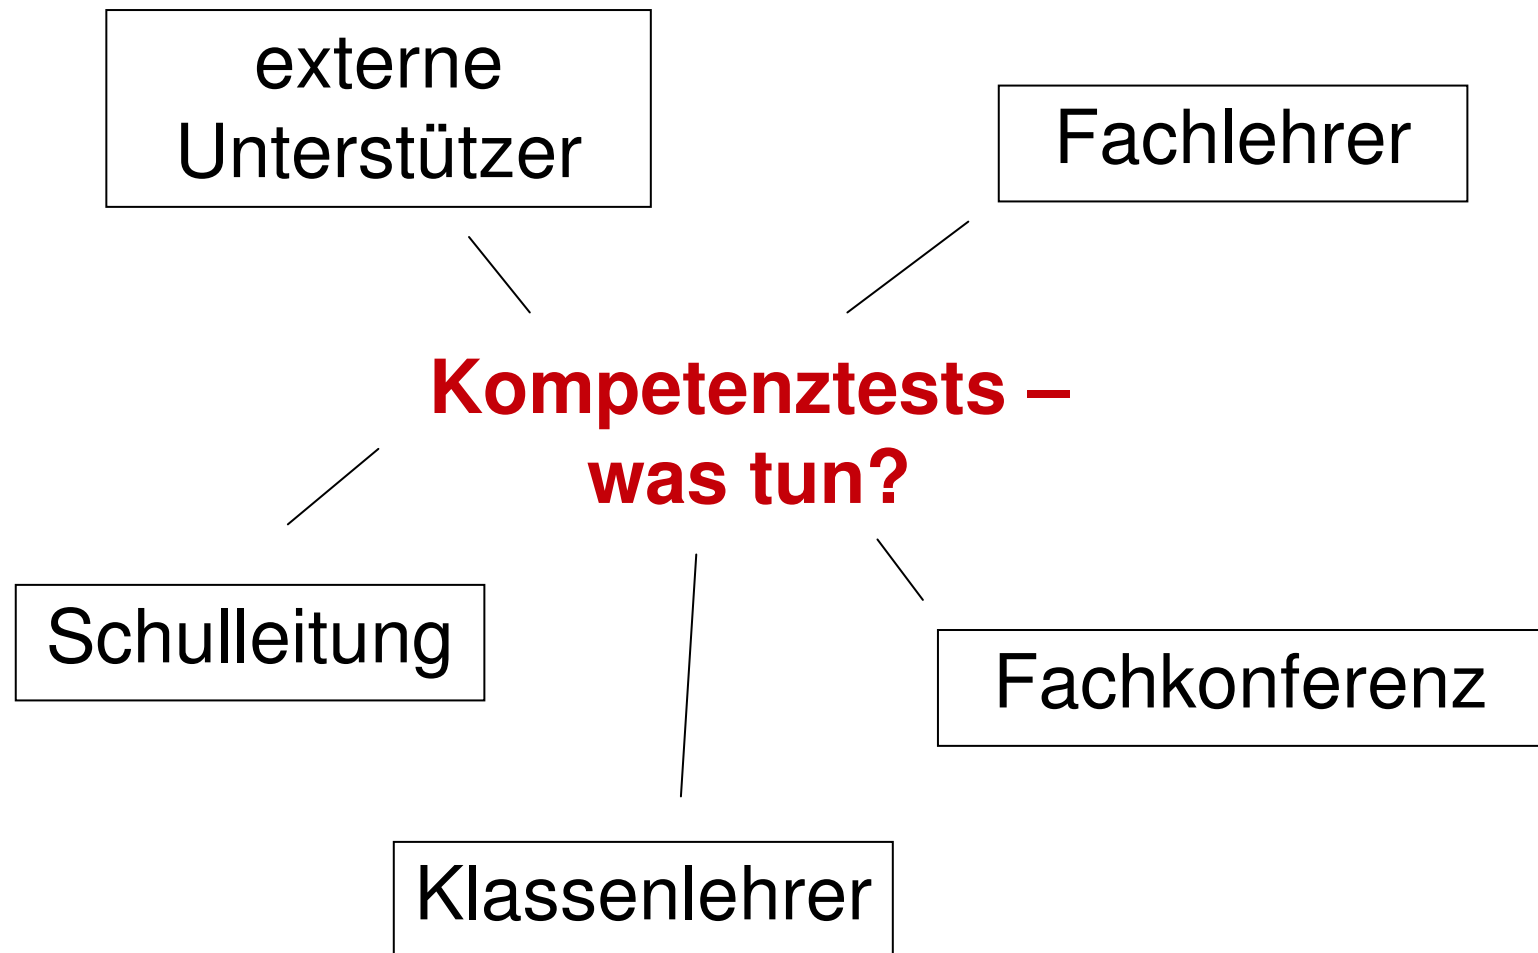 externe
Unterstützer
Fachlehrer
Kompetenztests –
was tun?
Schulleitung
Fachkonferenz
Klassenlehrer